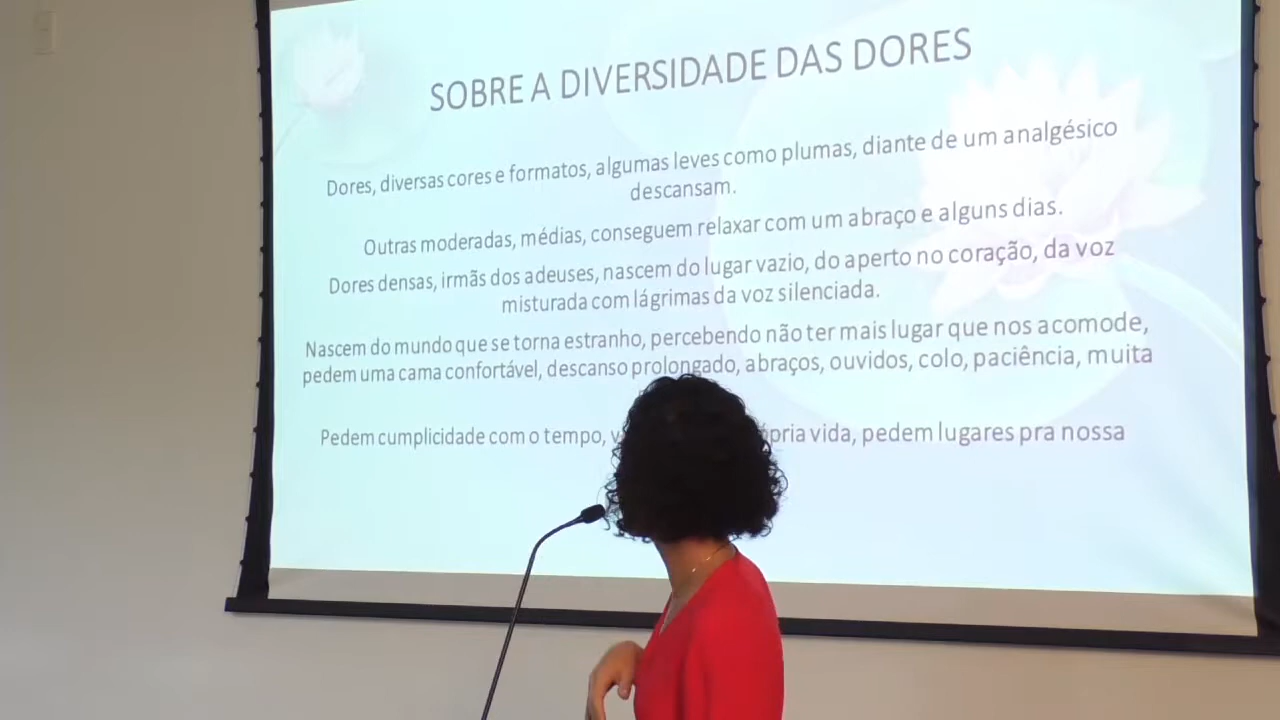 SOBRE A DIVERSIDADE DAS DORES
Dores, diversas cores e formatos, algumas leves como plumas, diante de um analgésico
descansam.
Outras moderadas, médias, conseguem relaxar com um abraço e alguns dias.
Dores densas, irmãs dos adeuses, nascem do lugar vazio, do aperto no coração, da voz
misturada com lágrimas da voz silenciada.
Nascem do mundo que se torna estranho, percebendo não ter mais lugar que nos acomode,
pedem uma cama confortável, descanso prolongado, abraços, ouvidos, colo, paciência, muita
Pedem cumplicidade com o tempo, vida, pedem lugares pra nossa